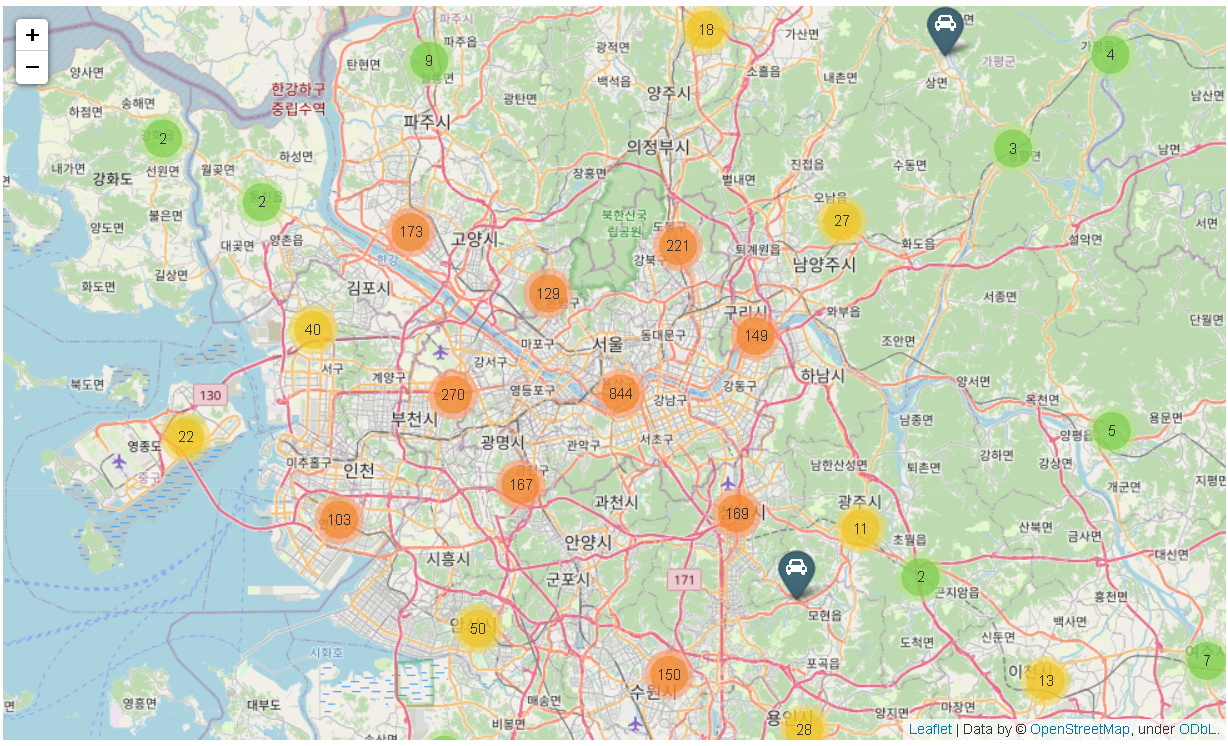 +
−
파주시
파주읍
탄현면
9
18
가산면
4
광적면
백석읍
소흘읍
내촌면
상면
가평군
양사면
송해면
하점면
한강하구
중립수역
광탄면
양주시
남산면
파주시
의정부시
2
3
내가면
선원면
월곶면
하성면
강화도
장흥면
별내면
진접읍
수동면
남면
오남읍
2
불은면
양도면
대곶면
양촌읍
173
고양시
북한산국
립공원
221
강북구
퇴계원읍
27
화도읍
설악면
서면
한강
남양주시
길상면
화도면
김포시
129
구리시
서종면
40
서울
동대문구
149
와부읍
단월면
마포구
조안면
서구
강서구
계양구
북도면
130
270
영등포구
844
강남구
강동구
하남시
양서면
옥천면
부천시
남종면
용문면
22
영종도
광명시
관악구
서초구
양평읍
5
강하면
강상면
중구
미추홀구
인천
남한산성면
퇴촌면
지평면
167
개군면
103
과천시
169
광주시
11
초월읍
산북면
금사면
안양시
대신면
시흥시
군포시
171
2
곤지암읍
흥천면
모현읍
백사면
50
도척면
신둔면
시화호
포곡읍
7
150
이천시
13
영흥면
대부도
매송면
수원시
비봉면
용인시
28
양지면
마장면
송산면
Leaflet | Data by © OpenStreetMap, under ODbL.